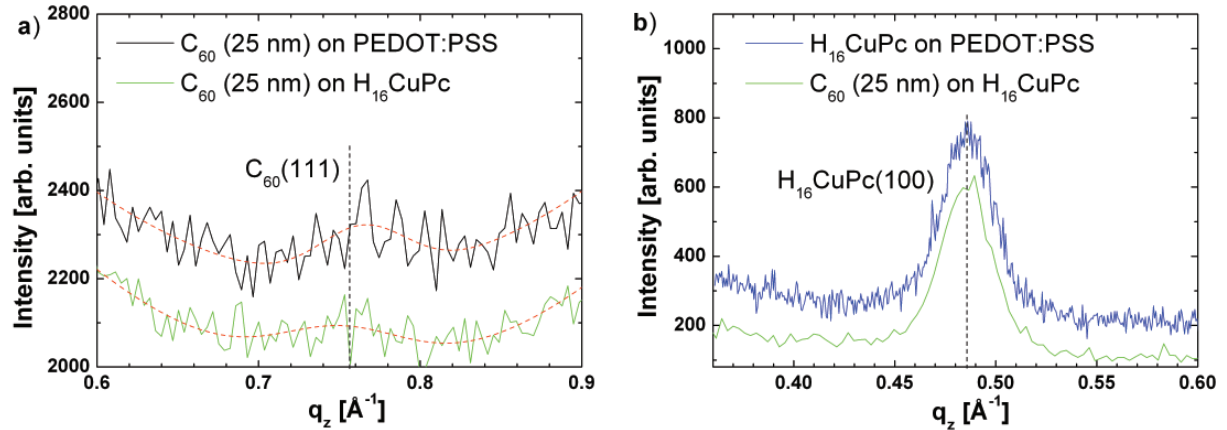 a)
C60 (25 nm) on PEDOT:PSS
C60 (25 nm) on H16CuPc
C60(111)
Intensity [arb. units]
2800
2600
2400
2200
2000
0.6 0.7 0.8 0.9
qz [Å-1]
b)
H16CuPc on PEDOT:PSS
C60 (25 nm) on H16CuPc
H16CuPc(100)
Intensity [arb. units]
1000
800
600
400
200
0.40 0.45 0.50 0.55 0.60
qz [Å-1]